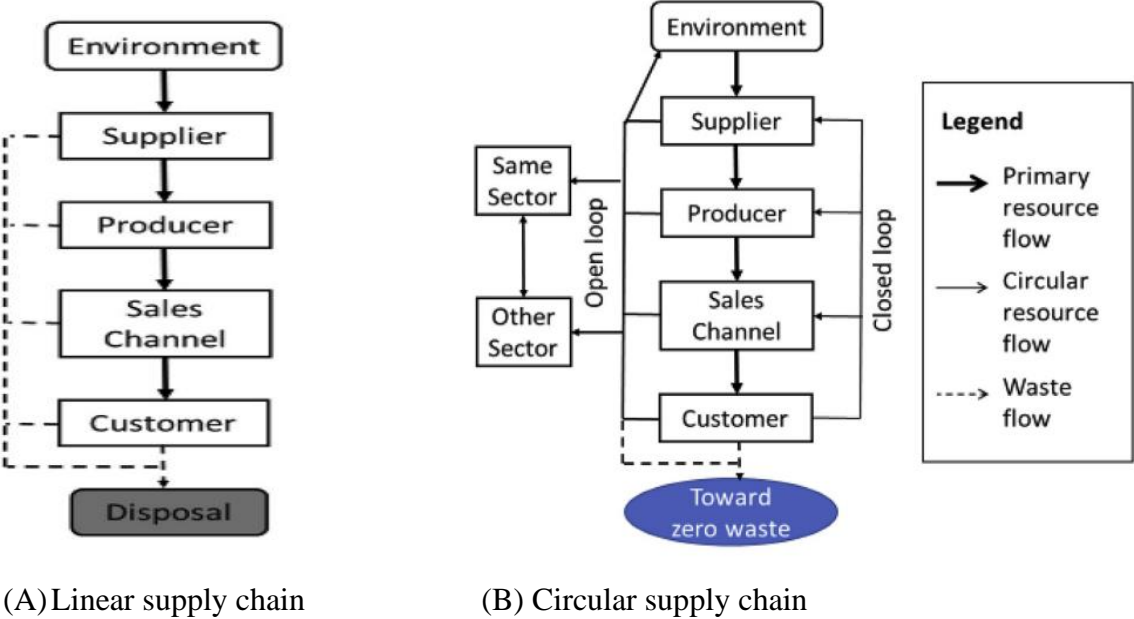 Environment
Supplier
Producer
Sales
Channel
Customer
Disposal
Environment
Supplier
Same
Sector
Producer
Open loop
Closed loop
Sales
Channel
Other
Sector
Customer
Toward
zero waste
Legend
Primary
resource
flow
Circular
resource
flow
Waste
flow
(A) Linear supply chain
(B) Circular supply chain